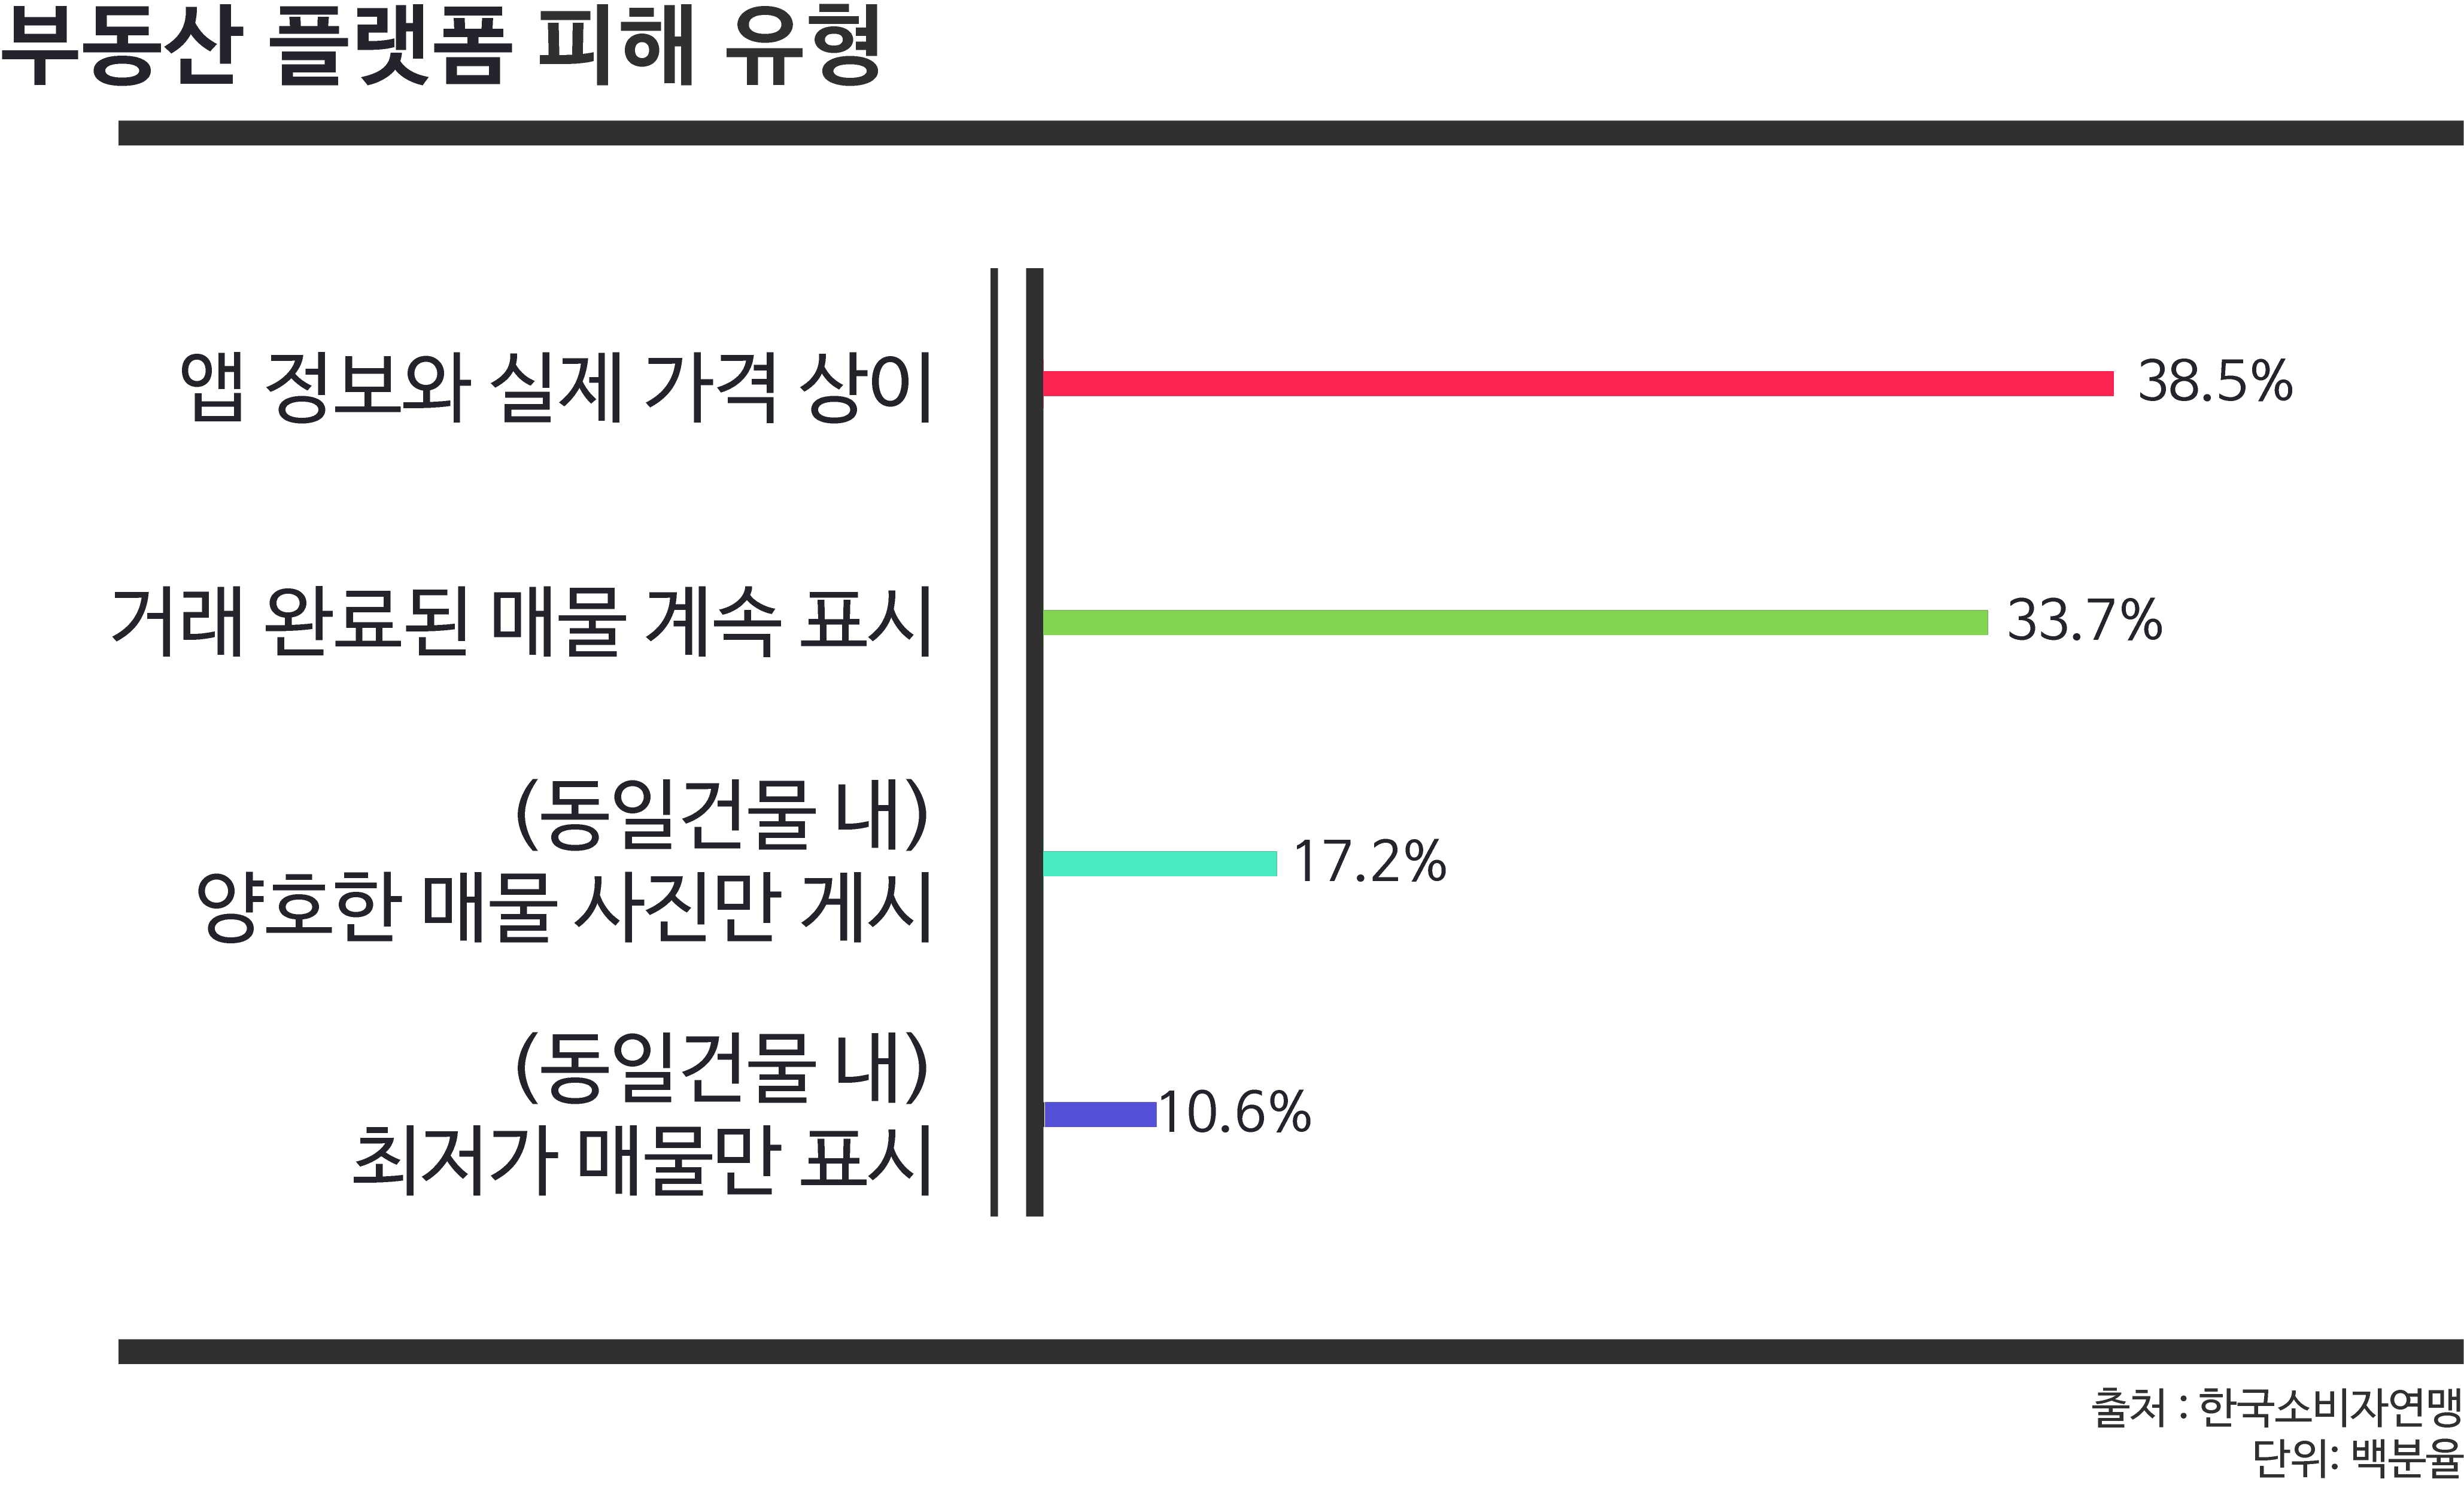 부동산 플랫폼 피해 유형
앱 정보와 실제 가격 상이
38.5%
거래 완료된 매물 계속 표시
33.7%
(동일건물 내)
양호한 매물 사진만 게시
17.2%
(동일건물 내)
최저가 매물만 표시
10.6%
출처 : 한국소비자연맹
단위: 백분율